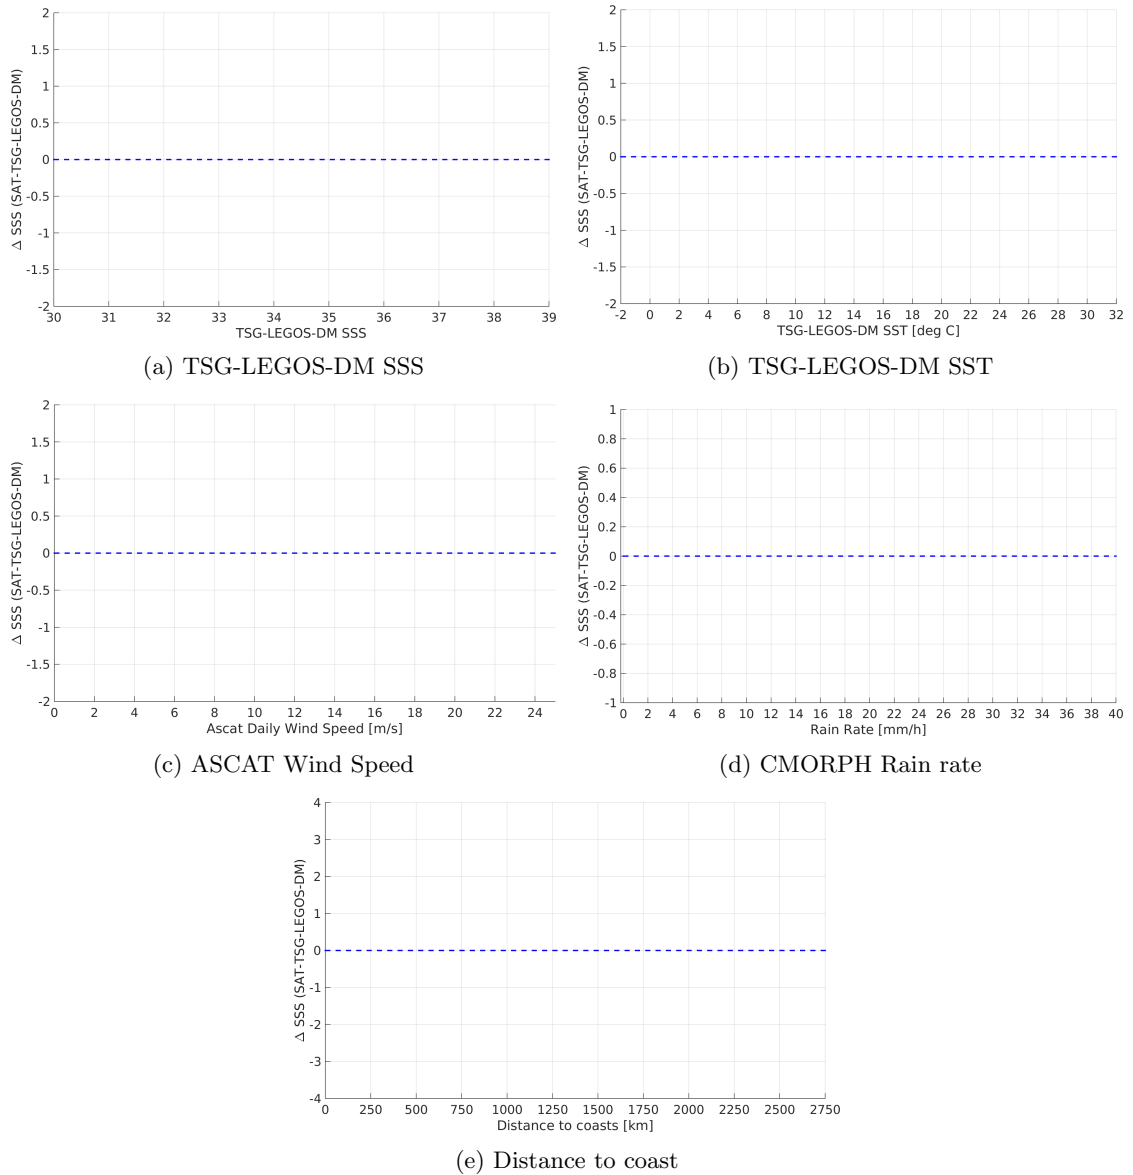 2
1.5
1
0.5
0
-0.5
-1
-1.5
-2
Δ SSS (SAT-TSG-LEGOS-DM)
30 31 32 33 34 35 36 37 38 39
TSG-LEGOS-DM SSS
(a) TSG-LEGOS-DM SSS
2
1.5
1
0.5
0
-0.5
-1
-1.5
-2
Δ SSS (SAT-TSG-LEGOS-DM)
-2 0 2 4 6 8 10 12 14 16 18 20 22 24 26 28 30 32
TSG-LEGOS-DM SST [deg C]
(b) TSG-LEGOS-DM SST
2
1.5
1
0.5
0
-0.5
-1
-1.5
-2
Δ SSS (SAT-TSG-LEGOS-DM)
0 2 4 6 8 10 12 14 16 18 20 22 24
Ascat Daily Wind Speed [m/s]
(c) ASCAT Wind Speed
1
0.8
0.6
0.4
0.2
0
-0.2
-0.4
-0.6
-0.8
-1
Δ SSS (SAT-TSG-LEGOS-DM)
0 2 4 6 8 10 12 14 16 18 20 22 24 26 28 30 32 34 36 38 40
Rain Rate [mm/h]
(d) CMORPH Rain rate
4
3
2
1
0
-1
-2
-3
-4
Δ SSS (SAT-TSG-LEGOS-DM)
0 250 500 750 1000 1250 1500 1750 2000 2250 2500 2750
Distance to coasts [km]
(e) Distance to coast